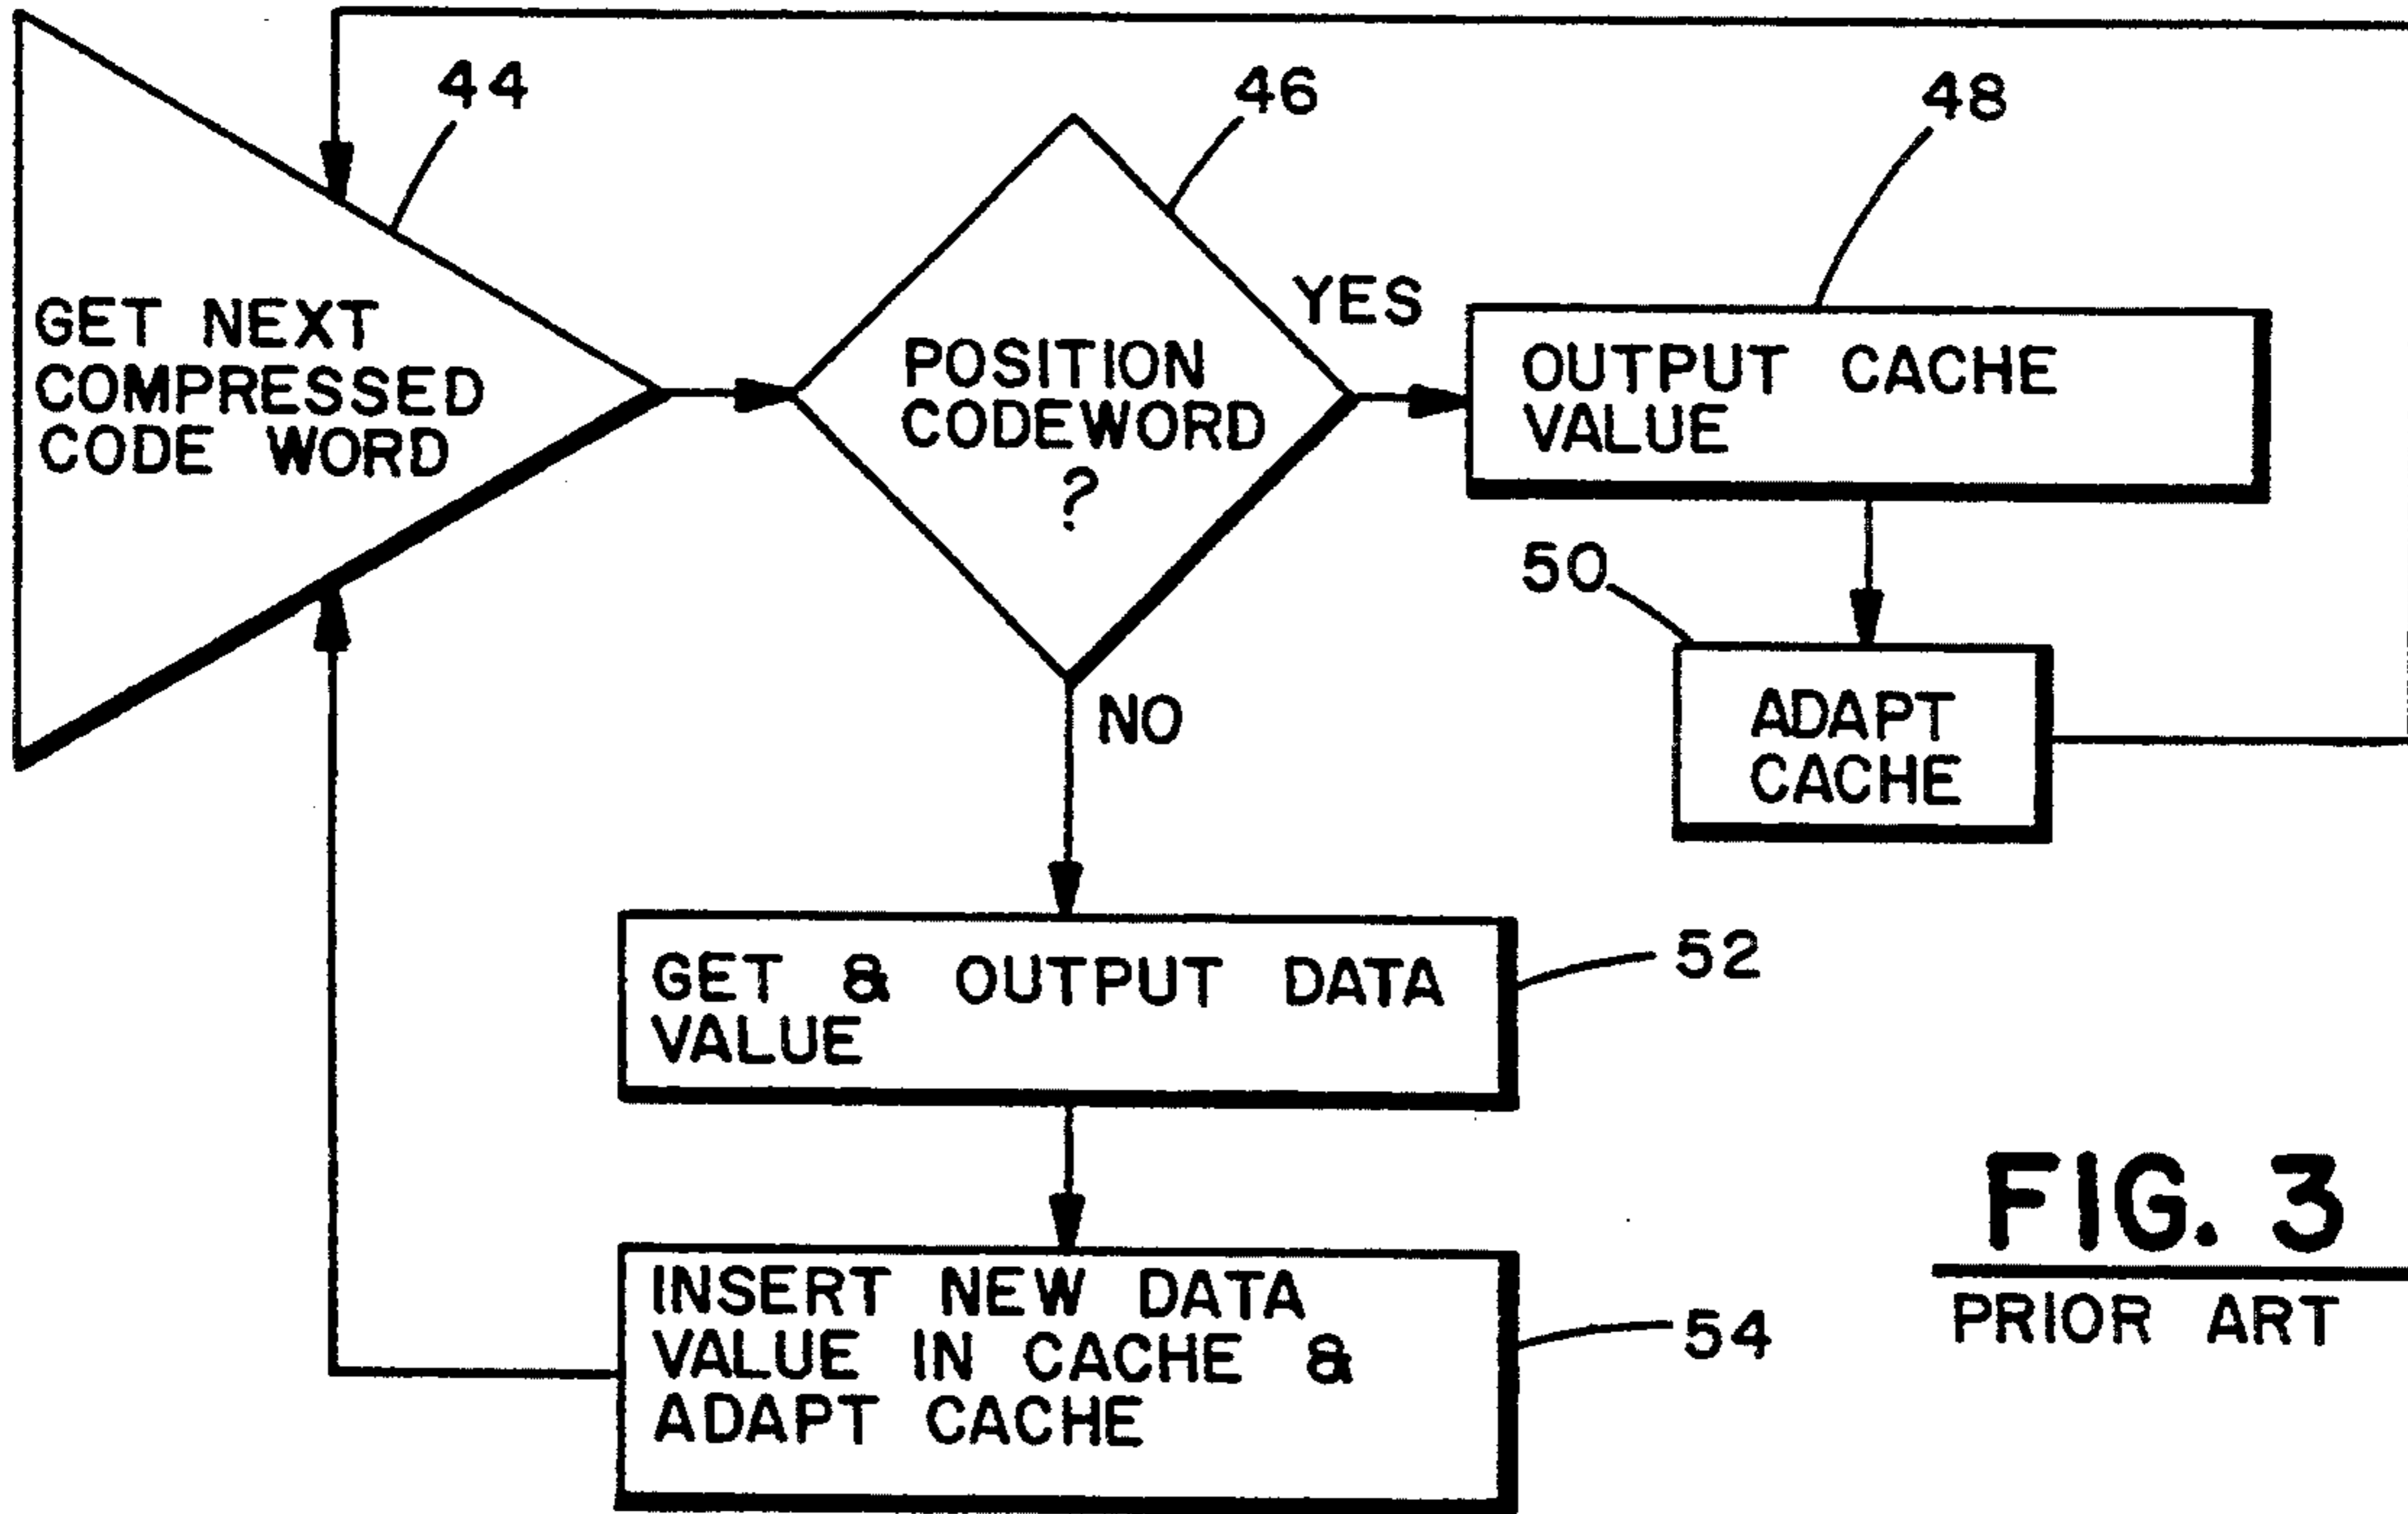 44
46
48
GET NEXT
COMPRESSED
CODE WORD
POSITION
CODEWORD
?
YES
OUTPUT CACHE
VALUE
50
ADAPT
CACHE
NO
GET & OUTPUT DATA
VALUE
52
INSERT NEW DATA
VALUE IN CACHE &
ADAPT CACHE
54
FIG. 3
PRIOR ART